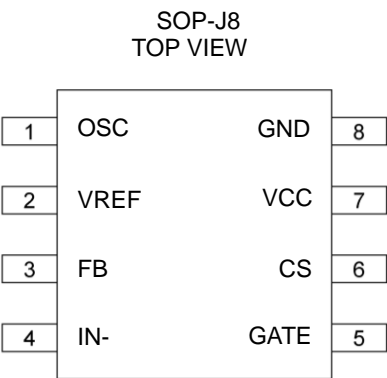 SOP-J8
TOP VIEW
1 OSC GND 8
2 VREF VCC 7
3 FB CS 6
4 IN- GATE 5